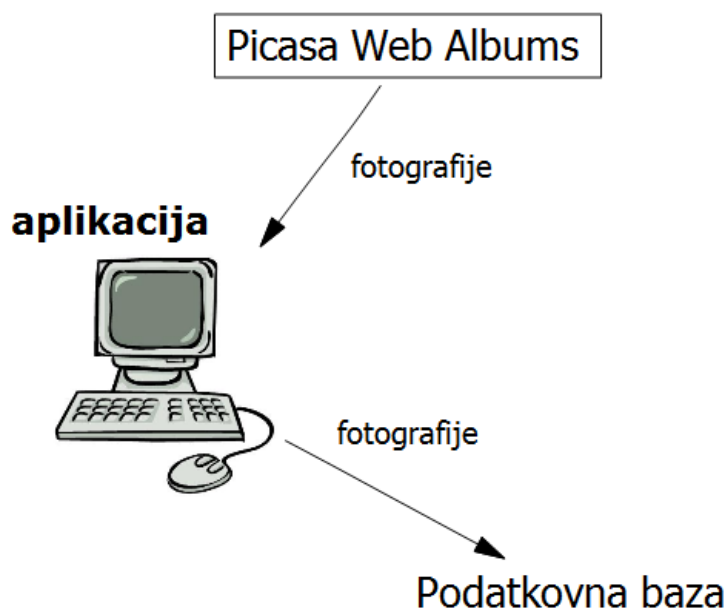 Picasa Web Albums
fotografije
aplikacija
fotografije
Podatkovna baza